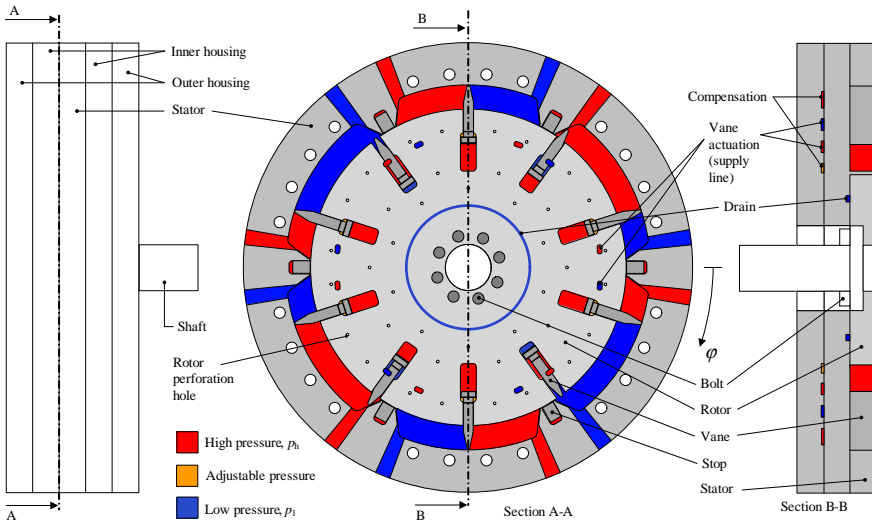 A
B
Inner housing
Outer housing
Stator
Compensation
Vane
actuation
(supply
line)
Drain
Shaft
φ
Rotor
perforation
hole
Bolt
Rotor
Vane
Stop
Stator
High pressure, pₕ
Adjustable pressure
Low pressure, p₁
A
B
Section A-A
Section B-B